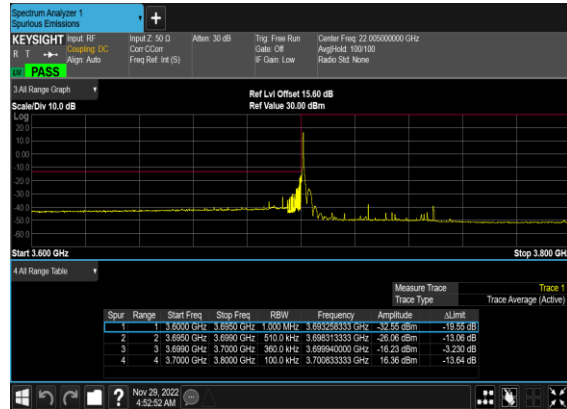 Spectrum Analyzer 1
Spurious Emissions
KEYSIGHT Input: RF Input Z: 50 Ω Atten: 30 dB Trig: Free Run Center Freq: 22.005000000 GHz
R T Coupling: DC Corr CCorr Gate: Off Avg|Hold: 100/100
Align: Auto Freq Ref: Int (S) IF Gain: Low Radio Std: None
PASS
3 All Range Graph
Ref Lvl Offset 15.60 dB
Scale/Div 10.0 dB Ref Value 30.00 dBm
Log
20.0
10.0
0.00
-10.0
-20.0
-30.0
-40.0
-50.0
-60.0
Start 3.600 GHz Stop 3.800 GH
4 All Range Table
Measure Trace Trace 1
Trace Type Trace Average (Active)
Spur Range Start Freq Stop Freq RBW Frequency Amplitude ΔLimit
1 1 3.6000 GHz 3.6950 GHz 1.000 MHz 3.693258333 GHz -32.55 dBm -19.55 dB
2 2 3.6950 GHz 3.6990 GHz 510.0 kHz 3.698313333 GHz -26.06 dBm -13.06 dB
3 3 3.6990 GHz 3.7000 GHz 360.0 kHz 3.699940000 GHz -16.23 dBm -3.230 dB
4 4 3.7000 GHz 3.8000 GHz 100.0 kHz 3.700833333 GHz 16.36 dBm -13.64 dB
? Nov 29, 2022
4:52:52 AM